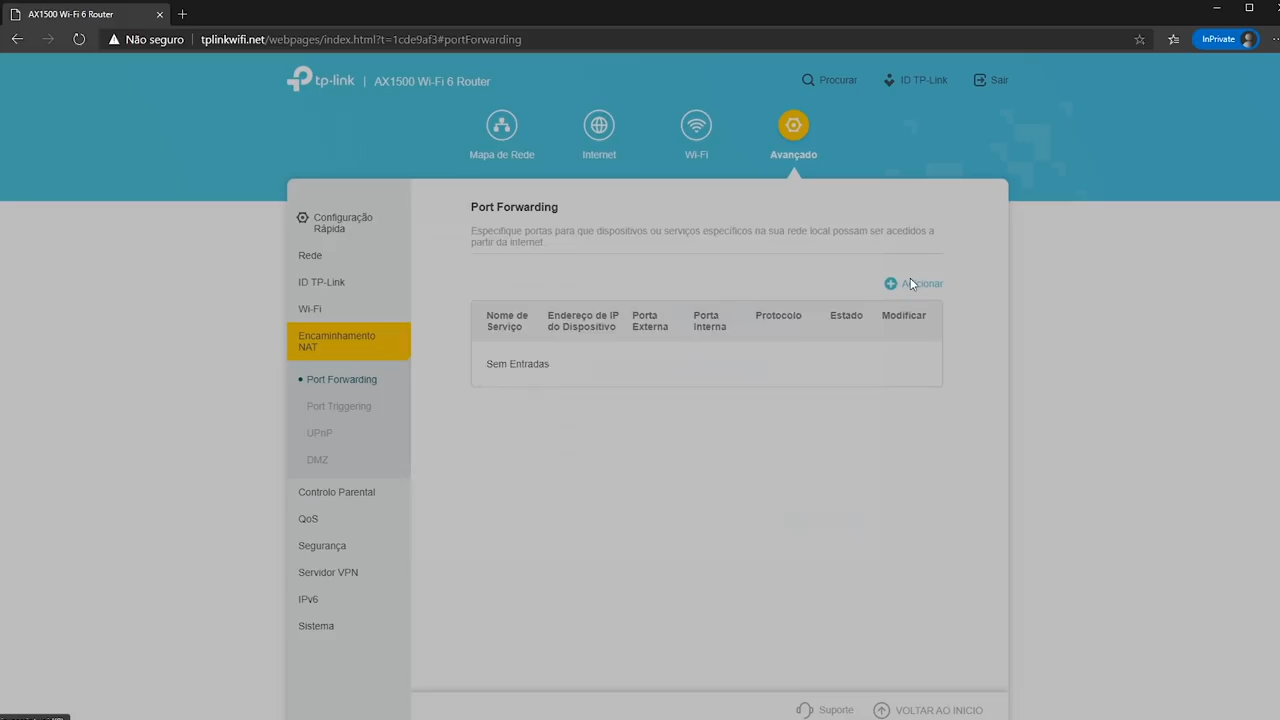 AX1500 Wi-Fi 6 Router
Não seguro
tplinkwifi.net/webpages/index.html?t=1cde9af3#portForwarding
InPrivate
tp-link | AX1500 Wi-Fi 6 Router
Procurar
ID TP-Link
Sair
Mapa de Rede
Internet
Wi-Fi
Avançado
Configuração
Rápida
Rede
ID TP-Link
Wi-Fi
Encaminhamento
NAT
Port Forwarding
Port Triggering
UPnP
DMZ
Controlo Parental
QoS
Segurança
Servidor VPN
IPv6
Sistema
Port Forwarding
Especifique portas para que dispositivos ou serviços específicos na sua rede local possam ser acedidos a
partir da internet.
Adicionar
Nome de
Serviço
Endereço de IP
do Dispositivo
Porta
Externa
Porta
Interna
Protocolo
Estado
Modificar
Sem Entradas
Suporte
VOLTAR AO INICIO